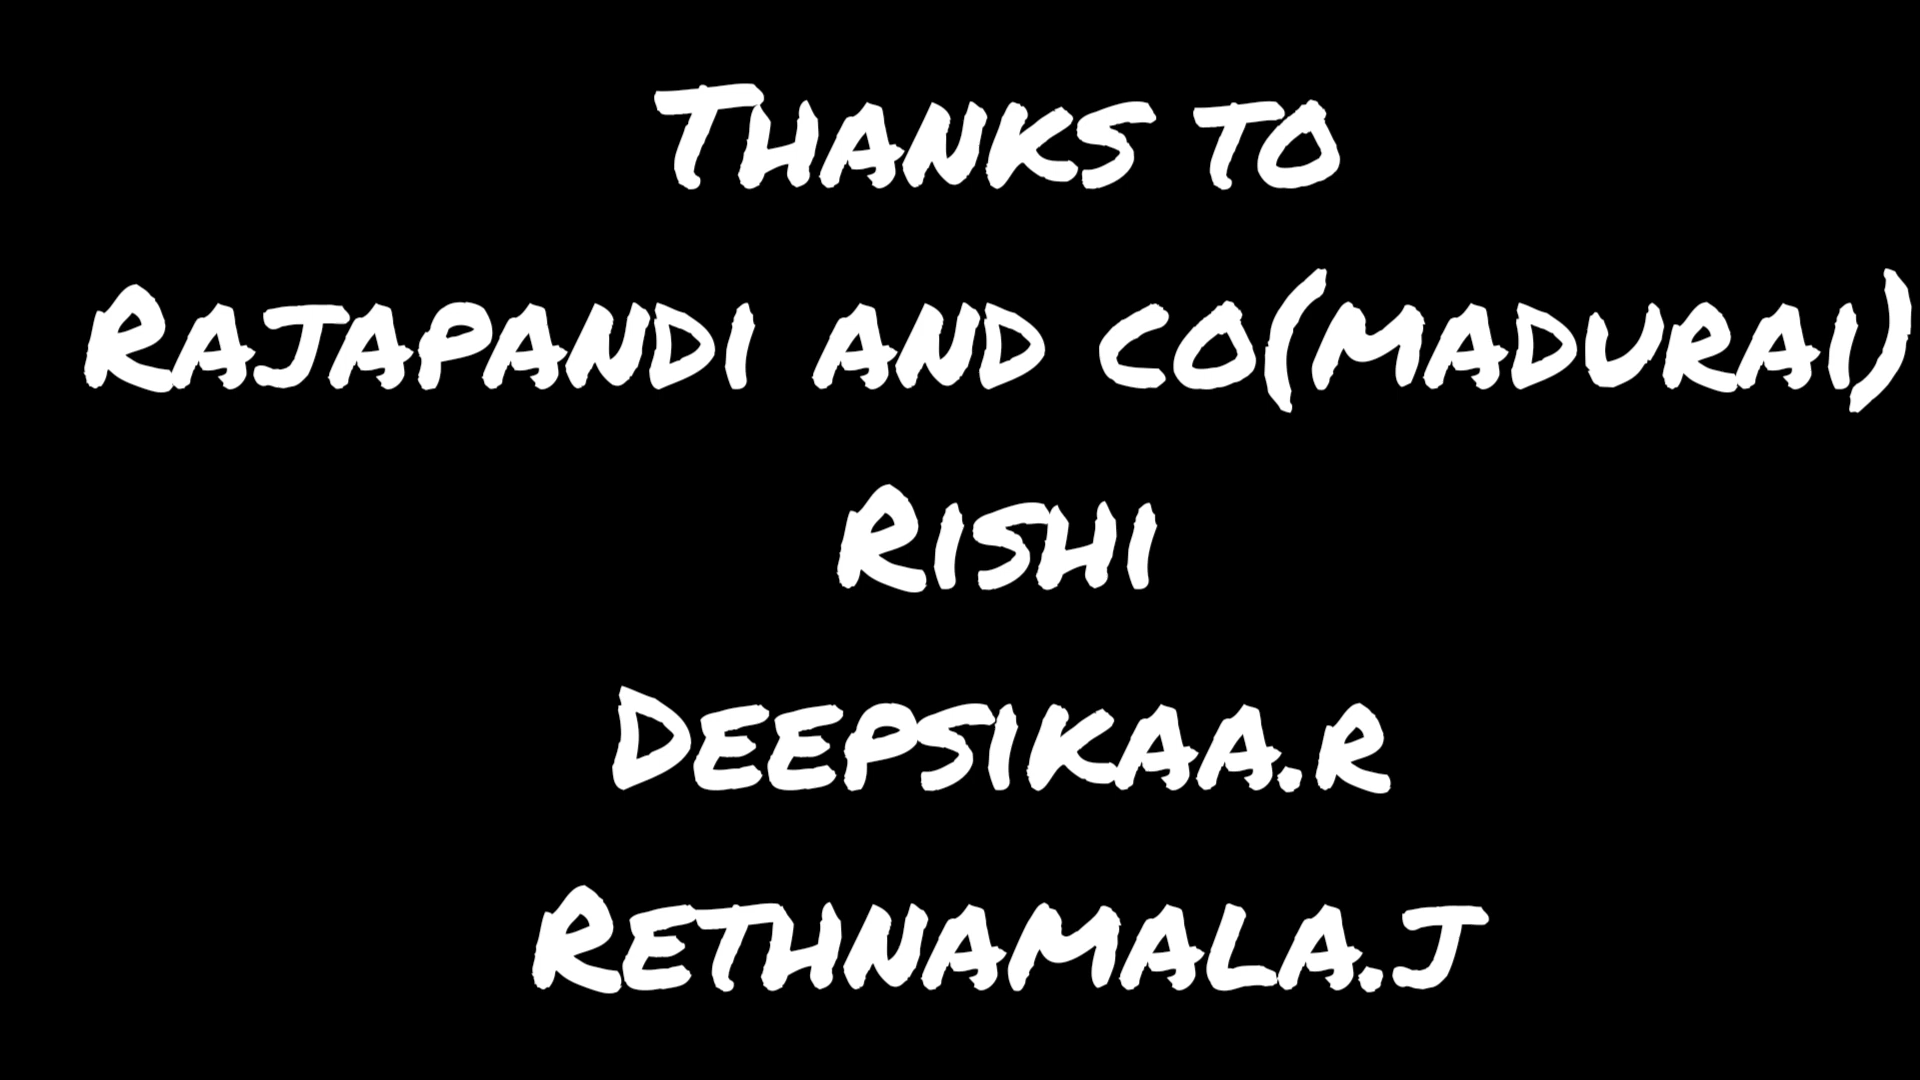 Thanks to
Rajapandi and co(madurai)
Rishi
Deepsikaa.r
Rethnamala.J